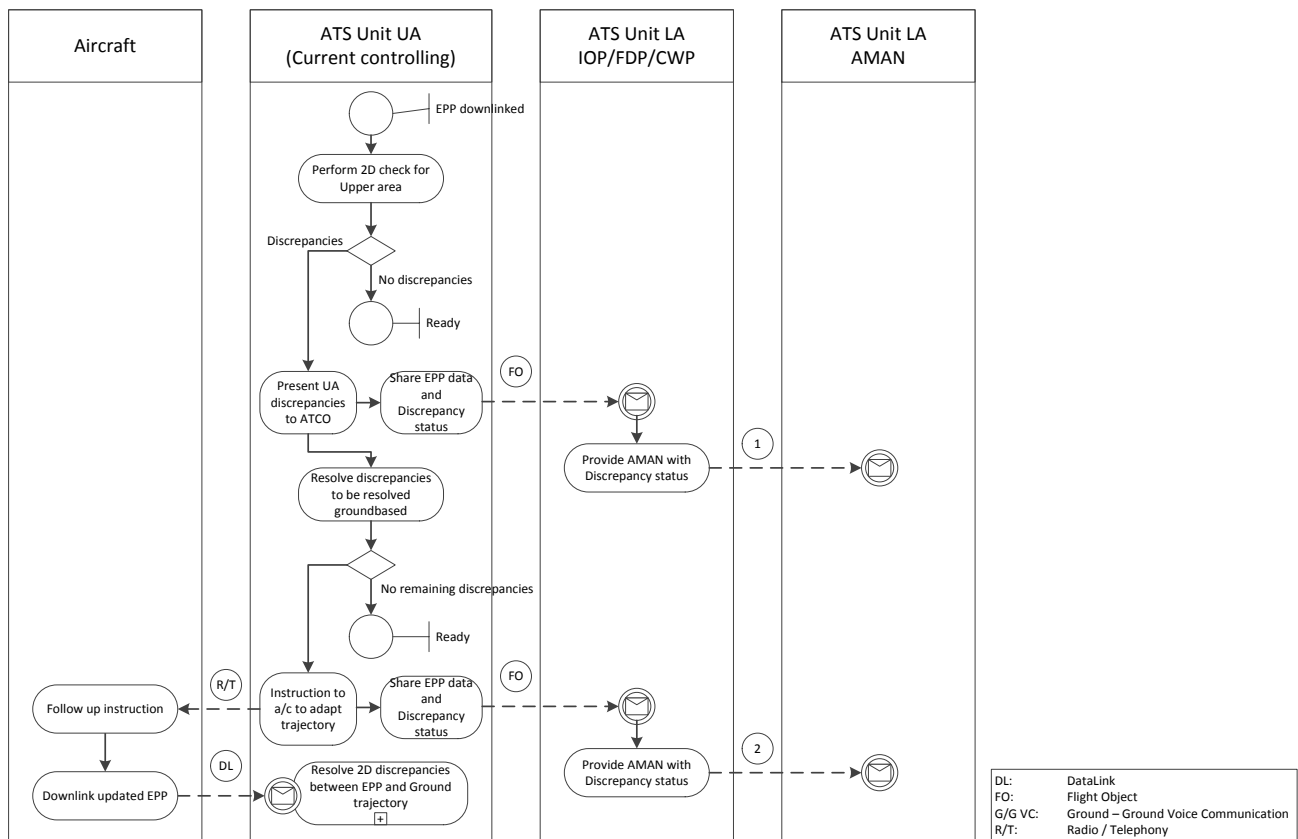 Aircraft
ATS Unit UA
(Current controlling)
ATS Unit LA
IOP/FDP/CWP
ATS Unit LA
AMAN
EPP downlinked
Perform 2D check for
Upper area
Discrepancies
No discrepancies
Ready
Present UA
discrepancies
to ATCO
Share EPP data
and
Discrepancy
status
FO
Provide AMAN with
Discrepancy status
1
Resolve discrepancies
to be resolved
groundbased
No remaining discrepancies
Ready
Follow up instruction
R/T
Instruction to
a/c to adapt
trajectory
Share EPP data
and
Discrepancy
status
FO
Provide AMAN with
Discrepancy status
2
Downlink updated EPP
DL
Resolve 2D discrepancies
between EPP and Ground
trajectory
+
DL: DataLink
FO: Flight Object
G/G VC: Ground – Ground Voice Communication
R/T: Radio / Telephony